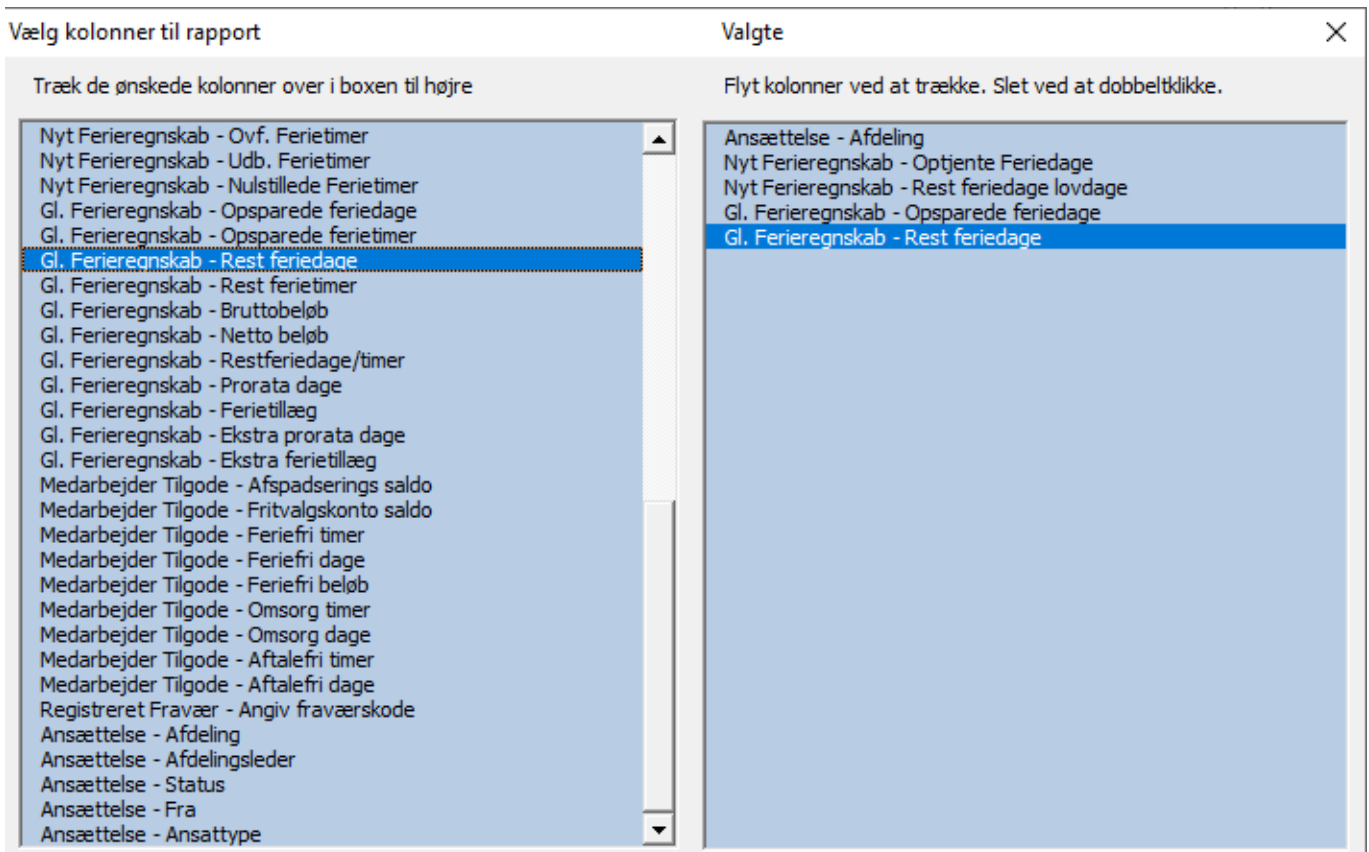 Vælg kolonner til rapport
Træk de ønskede kolonner over i boxen til højre
Nyt Ferieregnskab - Ovf. Ferietimer
Nyt Ferieregnskab - Udb. Ferietimer
Nyt Ferieregnskab - Nulstillede Ferietimer
Gl. Ferieregnskab - Opsparede feriedage
Gl. Ferieregnskab - Opsparede ferietimer
Gl. Ferieregnskab - Rest feriedage
Gl. Ferieregnskab - Rest ferietimer
Gl. Ferieregnskab - Bruttobeløb
Gl. Ferieregnskab - Netto beløb
Gl. Ferieregnskab - Restferiedage/timer
Gl. Ferieregnskab - Prorata dage
Gl. Ferieregnskab - Ferietillæg
Gl. Ferieregnskab - Ekstra prorata dage
Gl. Ferieregnskab - Ekstra ferietillæg
Medarbejder Tilgode - Afspadserings saldo
Medarbejder Tilgode - Fritvalgskonto saldo
Medarbejder Tilgode - Feriefri timer
Medarbejder Tilgode - Feriefri dage
Medarbejder Tilgode - Feriefri beløb
Medarbejder Tilgode - Omsorg timer
Medarbejder Tilgode - Omsorg dage
Medarbejder Tilgode - Aftalefri timer
Medarbejder Tilgode - Aftalefri dage
Registreret Fravær - Angiv fraværskode
Ansættelse - Afdeling
Ansættelse - Afdelingsleder
Ansættelse - Status
Ansættelse - Fra
Ansættelse - Ansattype
Valgte
Flyt kolonner ved at trække. Slet ved at dobbeltklikke.
Ansættelse - Afdeling
Nyt Ferieregnskab - Optjente Feriedage
Nyt Ferieregnskab - Rest feriedage lovdage
Gl. Ferieregnskab - Opsparede feriedage
Gl. Ferieregnskab - Rest feriedage